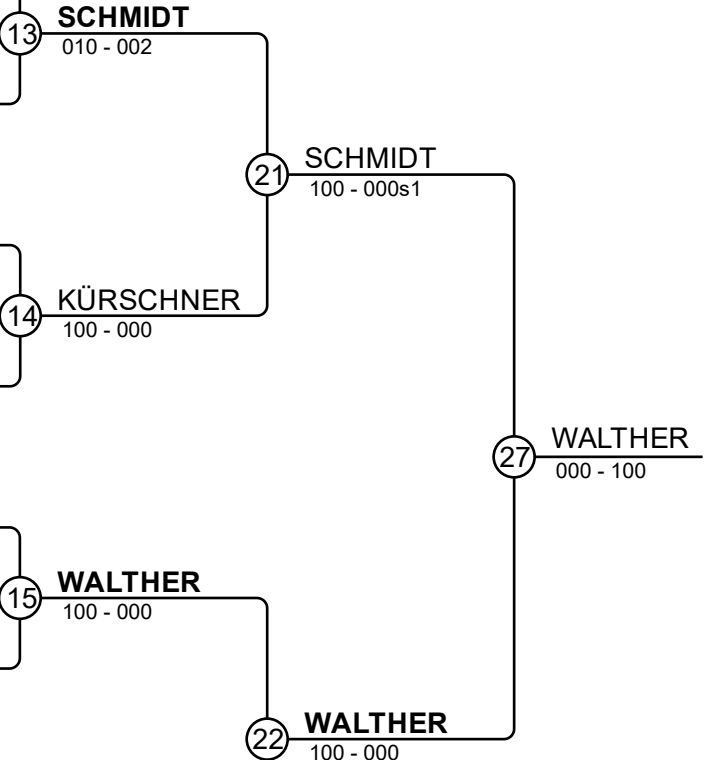 13 SCHMIDT
010 - 002
21 SCHMIDT
100 - 000s1
14 KÜRSCHNER
100 - 000
27 WALTHER
000 - 100
15 WALTHER
100 - 000
22 WALTHER
100 - 000